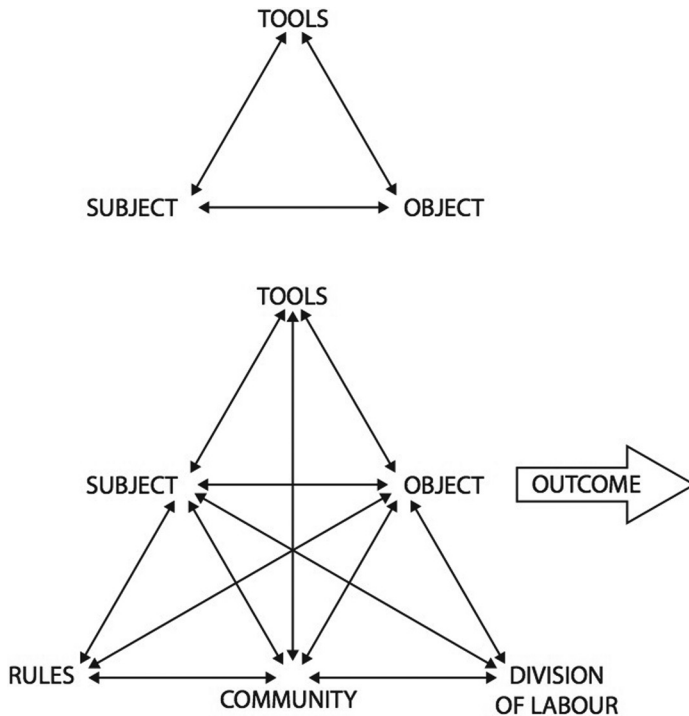 TOOLS
SUBJECT
OBJECT
TOOLS
SUBJECT
OBJECT
OUTCOME
RULES
COMMUNITY
DIVISION
OF LABOUR